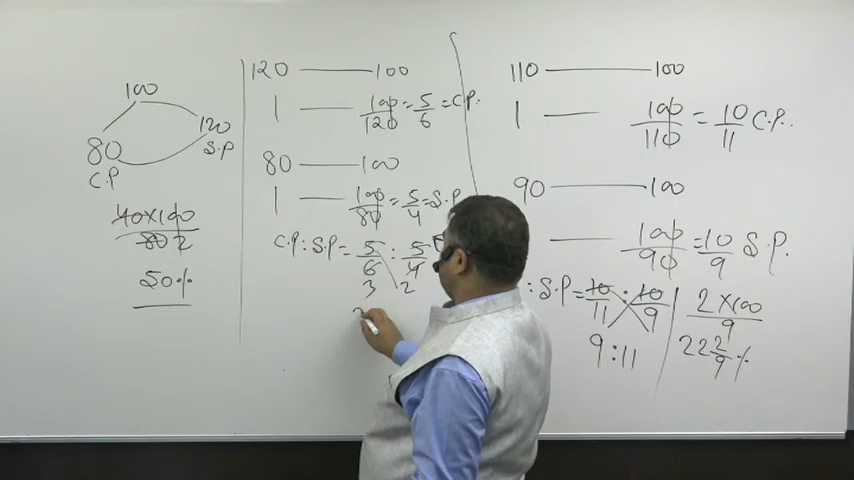 100
80
120
C.P
S.P
40×100
80 2
50%
120 — 100
1 — 100/120 = 5/6 = C.P.
80 — 100
1 — 100/80 = 5/4 = S.P
C.P : S.P = 5/6 : 5/4
3 2
110 — 100
1 — 100/110 = 10/11 C.P.
90 — 100
— 100/90 = 10/9 S.P.
: S.P = 10/11 : 10/9
9 : 11
2×100/9
22 2/9 %